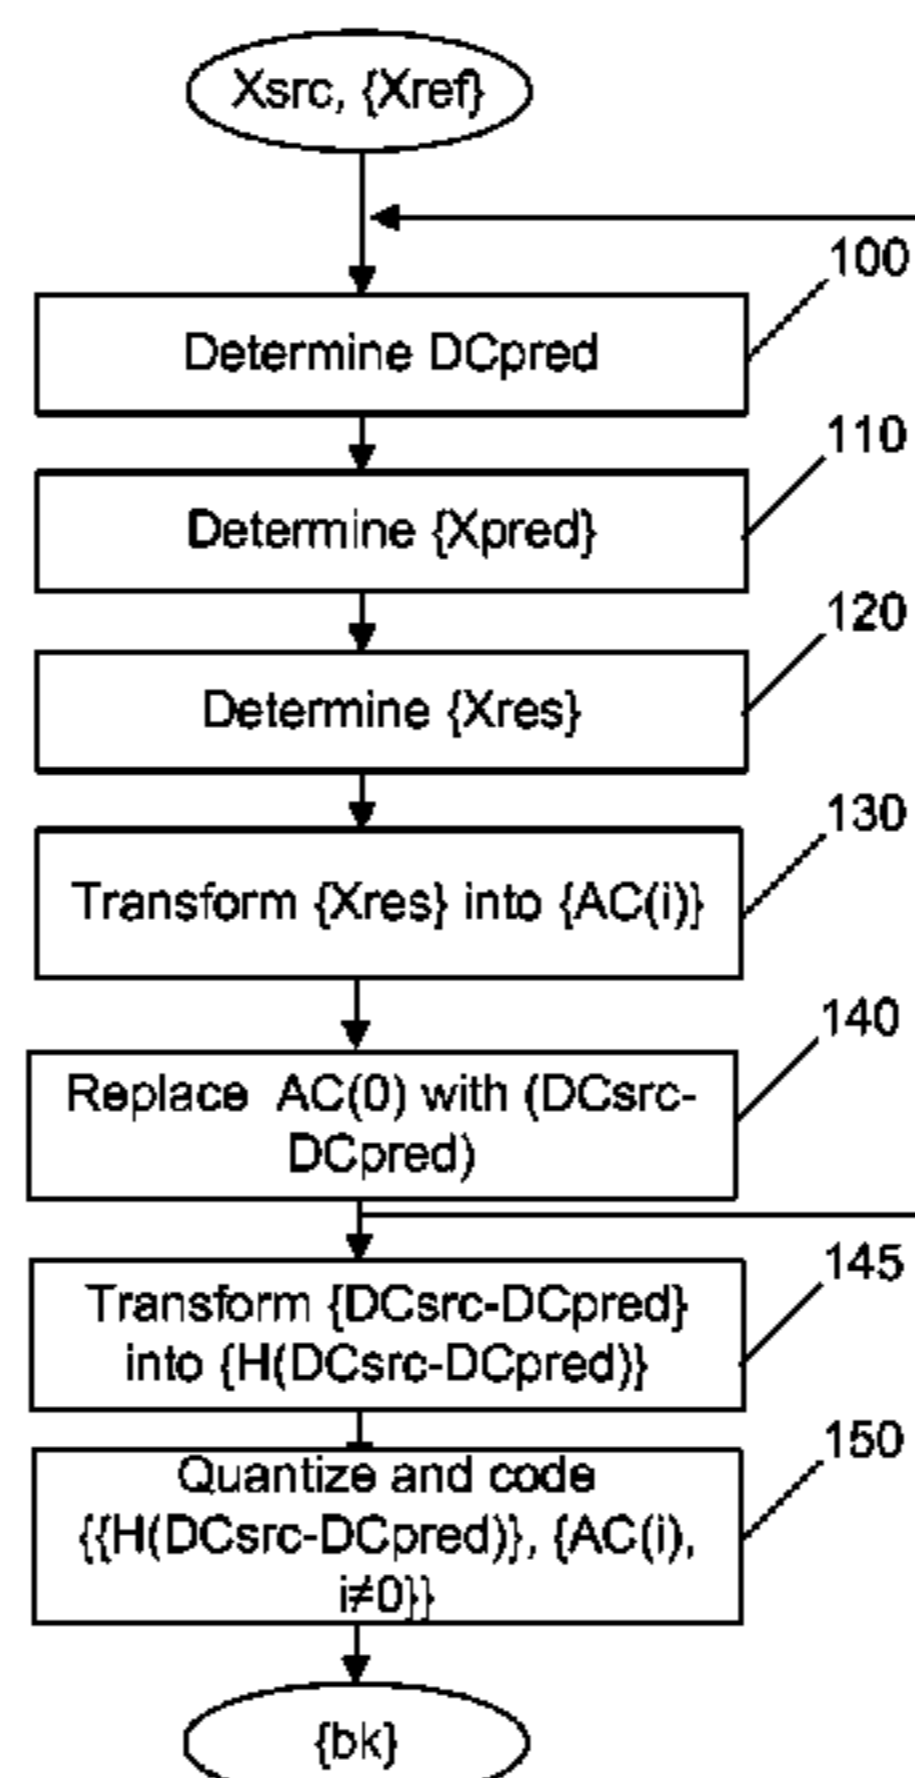 Xsrc, {Xref}
100
Determine DCpred
110
Determine {Xpred}
120
Determine {Xres}
130
Transform {Xres} into {AC(i)}
140
Replace AC(0) with (DCsrc-
DCpred)
145
Transform {DCsrc-DCpred}
into {H(DCsrc-DCpred)}
150
Quantize and code
{{H(DCsrc-DCpred)}, {AC(i),
i≠0}}
{bk}